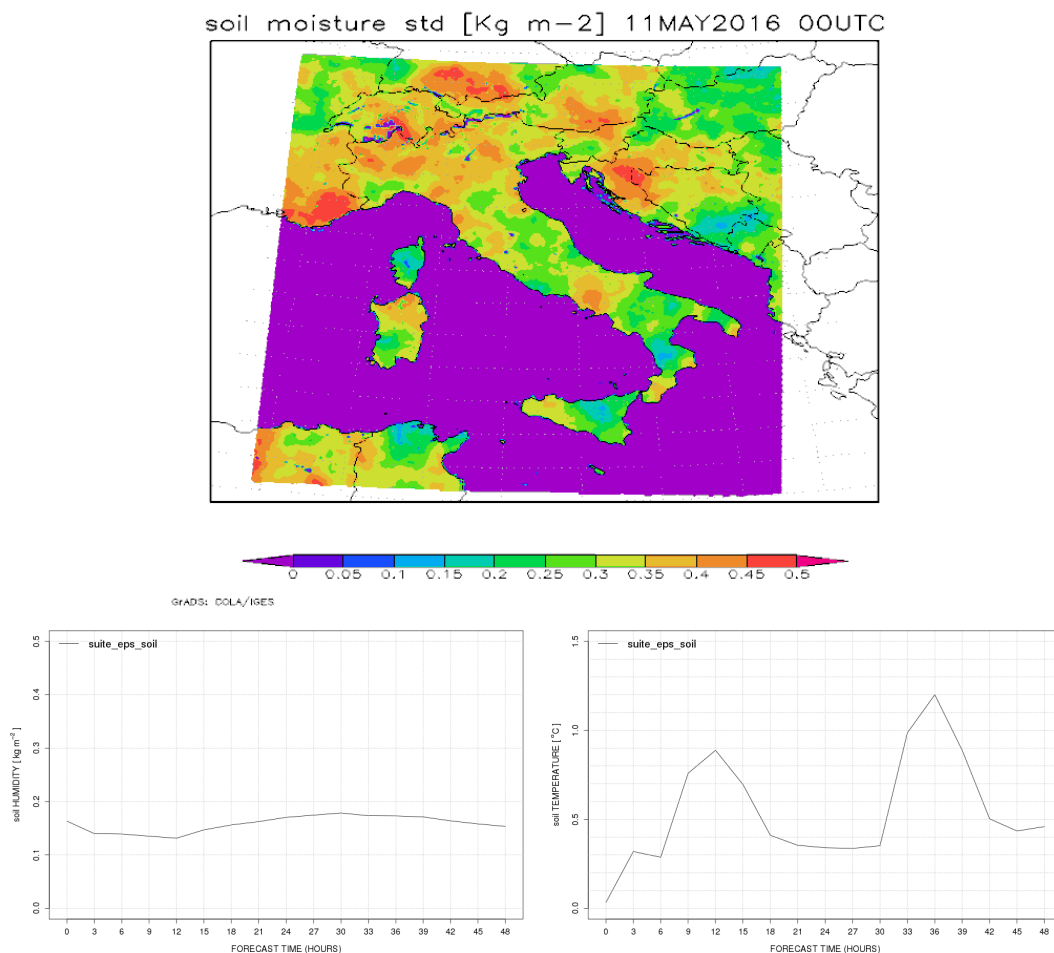 soil moisture std [Kg m-2] 11MAY2016 00UTC
0 0.05 0.1 0.15 0.2 0.25 0.3 0.35 0.4 0.45 0.5
GrADS: COLA/IGES
suite_eps_soil
0.5
0.4
0.3
0.2
0.1
0.0
soil HUMIDITY [ kg m⁻² ]
0 3 6 9 12 15 18 21 24 27 30 33 36 39 42 45 48
FORECAST TIME (HOURS)
suite_eps_soil
1.5
1.0
0.5
0.0
soil TEMPERATURE [ °C ]
0 3 6 9 12 15 18 21 24 27 30 33 36 39 42 45 48
FORECAST TIME (HOURS)